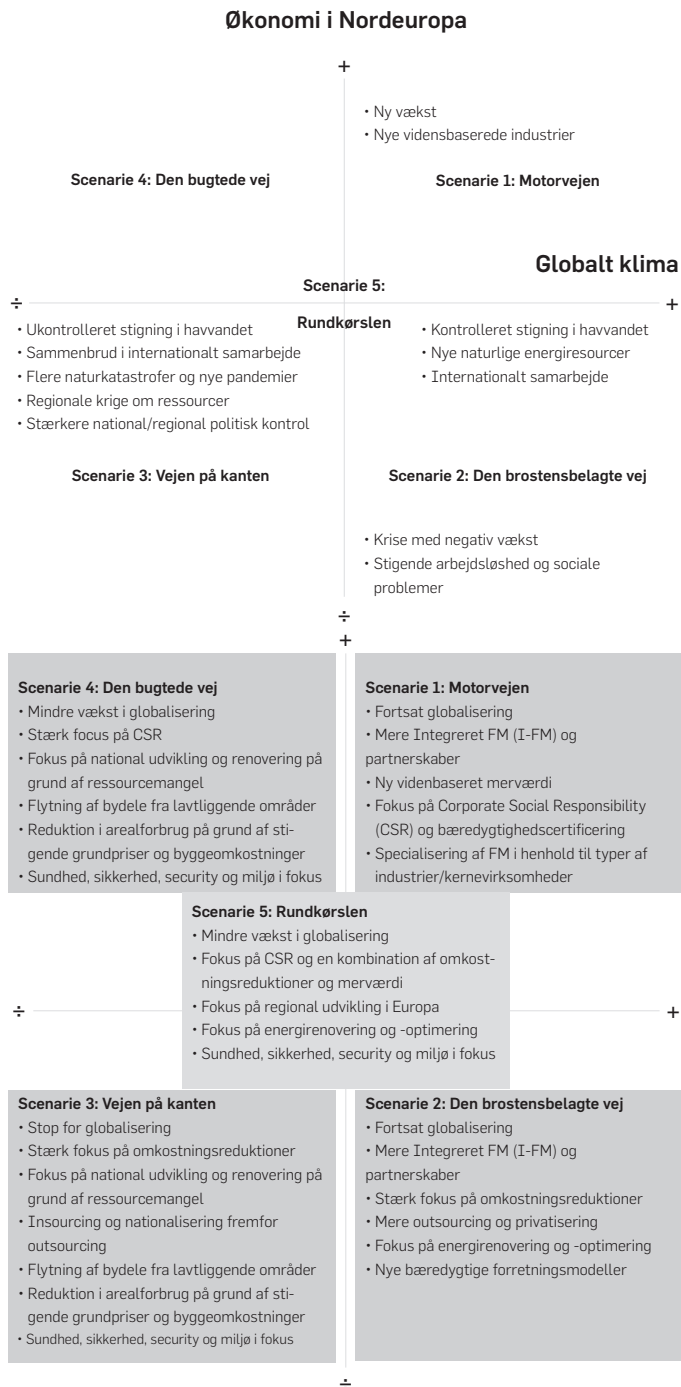 Økonomi i Nordeuropa
+
• Ny vækst
• Nye vidensbaserede industrier
Scenarie 4: Den bugtede vej
Scenarie 1: Motorvejen
Globalt klima
Scenarie 5:
÷
+
Rundkørslen
• Ukontrolleret stigning i havvandet
• Sammenbrud i internationalt samarbejde
• Flere naturkatastrofer og nye pandemier
• Regionale krige om ressourcer
• Stærkere national/regional politisk kontrol
• Kontrolleret stigning i havvandet
• Nye naturlige energiresourcer
• Internationalt samarbejde
Scenarie 3: Vejen på kanten
Scenarie 2: Den brostensbelagte vej
• Krise med negativ vækst
• Stigende arbejdsløshed og sociale
problemer
÷
+
Scenarie 4: Den bugtede vej
• Mindre vækst i globalisering
• Stærk focus på CSR
• Fokus på national udvikling og renovering på
grund af ressourcemangel
• Flytning af bydele fra lavtliggende områder
• Reduktion i arealforbrug på grund af sti-
gende grundpriser og byggeomkostninger
• Sundhed, sikkerhed, security og miljø i fokus
Scenarie 1: Motorvejen
• Fortsat globalisering
• Mere Integreret FM (I-FM) og
partnerskaber
• Ny videnbaseret merværdi
• Fokus på Corporate Social Responsibility
(CSR) og bæredygtighedscertificering
• Specialisering af FM i henhold til typer af
industrier/kernevirksomheder
Scenarie 5: Rundkørslen
• Mindre vækst i globalisering
• Fokus på CSR og en kombination af omkost-
ningsreduktioner og merværdi
• Fokus på regional udvikling i Europa
• Fokus på energirenovering og -optimering
• Sundhed, sikkerhed, security og miljø i fokus
÷
+
Scenarie 3: Vejen på kanten
• Stop for globalisering
• Stærk fokus på omkostningsreduktioner
• Fokus på national udvikling og renovering på
grund af ressourcemangel
• Insourcing og nationalisering fremfor
outsourcing
• Flytning af bydele fra lavtliggende områder
• Reduktion i arealforbrug på grund af sti-
gende grundpriser og byggeomkostninger
• Sundhed, sikkerhed, security og miljø i fokus
Scenarie 2: Den brostensbelagte vej
• Fortsat globalisering
• Mere Integreret FM (I-FM) og
partnerskaber
• Stærk fokus på omkostningsreduktioner
• Mere outsourcing og privatisering
• Fokus på energirenovering og -optimering
• Nye bæredygtige forretningsmodeller
÷